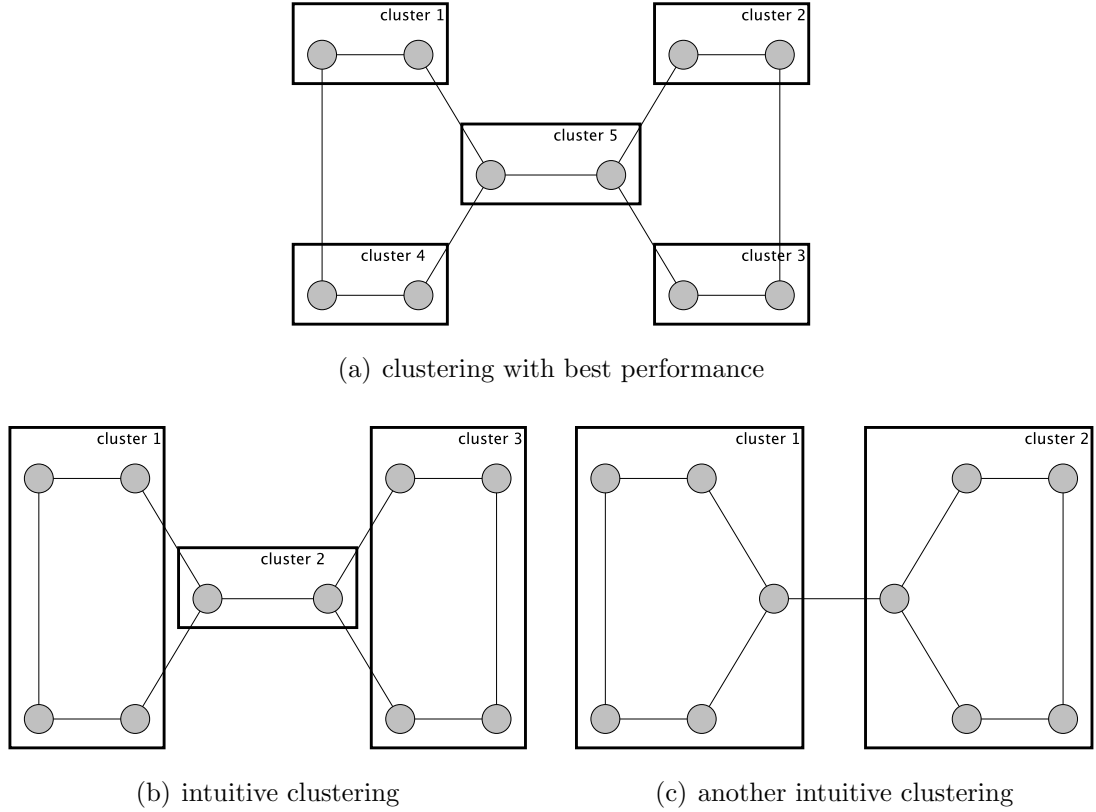 cluster 1
cluster 2
cluster 5
cluster 4
cluster 3
(a) clustering with best performance
cluster 1
cluster 3
cluster 2
(b) intuitive clustering
cluster 1
cluster 2
(c) another intuitive clustering